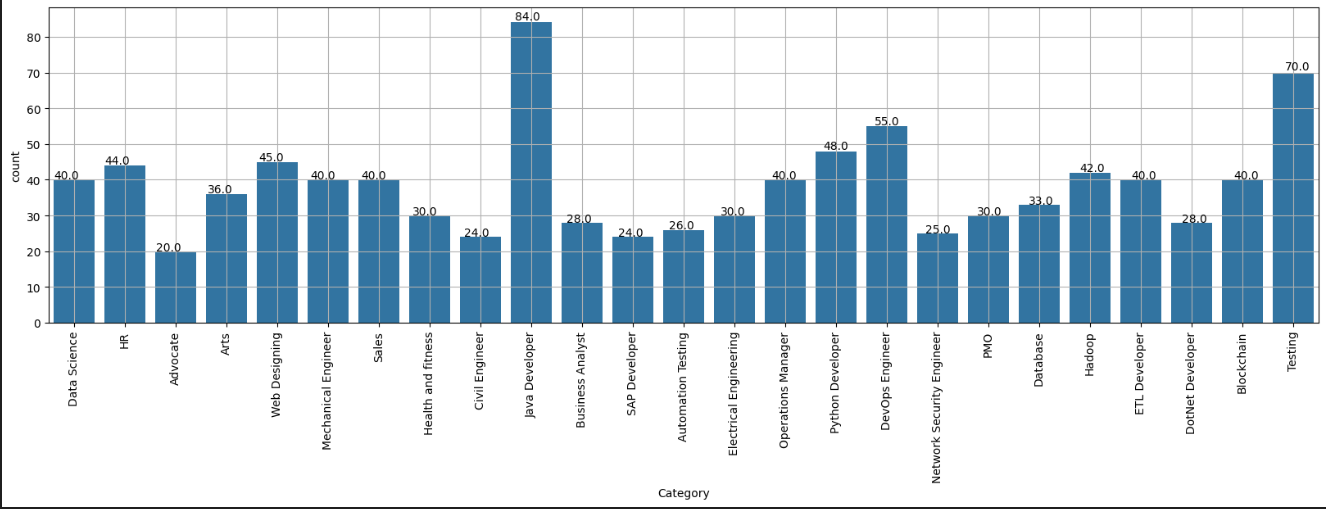 84.0
80
70.0
70
60
55.0
50
48.0
45.0
44.0
42.0
40.0
40.0
40.0
40.0
40.0
40.0
40
36.0
33.0
30.0
30.0
30.0
30
28.0
28.0
26.0
25.0
24.0
24.0
20.0
20
10
0
count
Data Science
HR
Advocate
Arts
Web Designing
Mechanical Engineer
Sales
Health and fitness
Civil Engineer
Java Developer
Business Analyst
SAP Developer
Automation Testing
Electrical Engineering
Operations Manager
Python Developer
DevOps Engineer
Network Security Engineer
PMO
Database
Hadoop
ETL Developer
DotNet Developer
Blockchain
Testing
Category